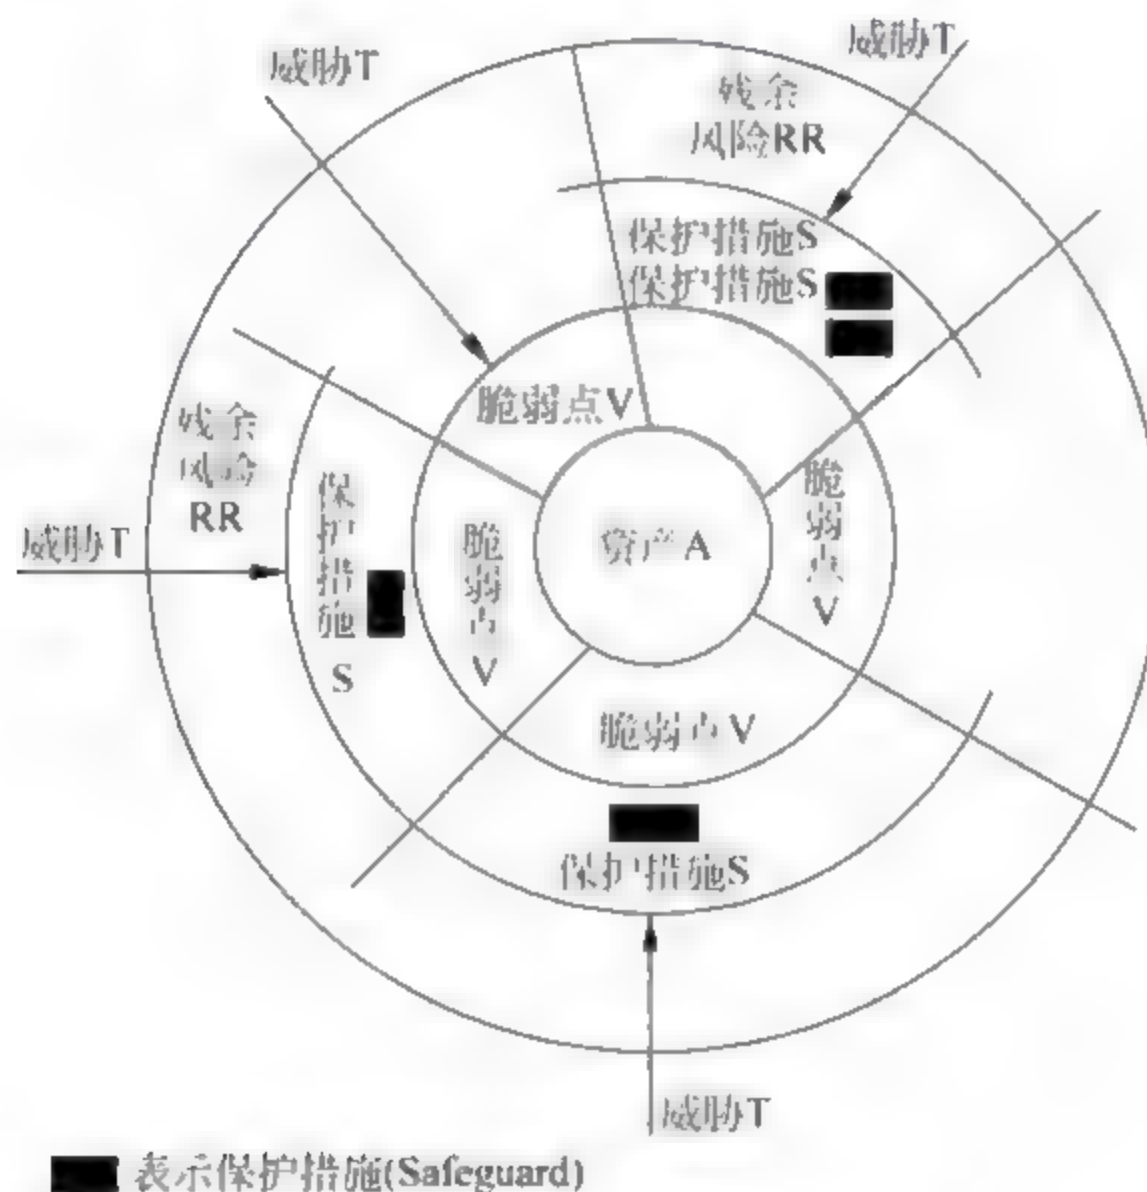 威胁T
威胁T
残余
风险RR
保护措施S
保护措施S
脆弱点V
残余
风险
RR
威胁T
保护措施
S
脆弱点
V
资产A
脆弱点
V
脆弱点V
保护措施S
威胁T
表示保护措施(Safeguard)